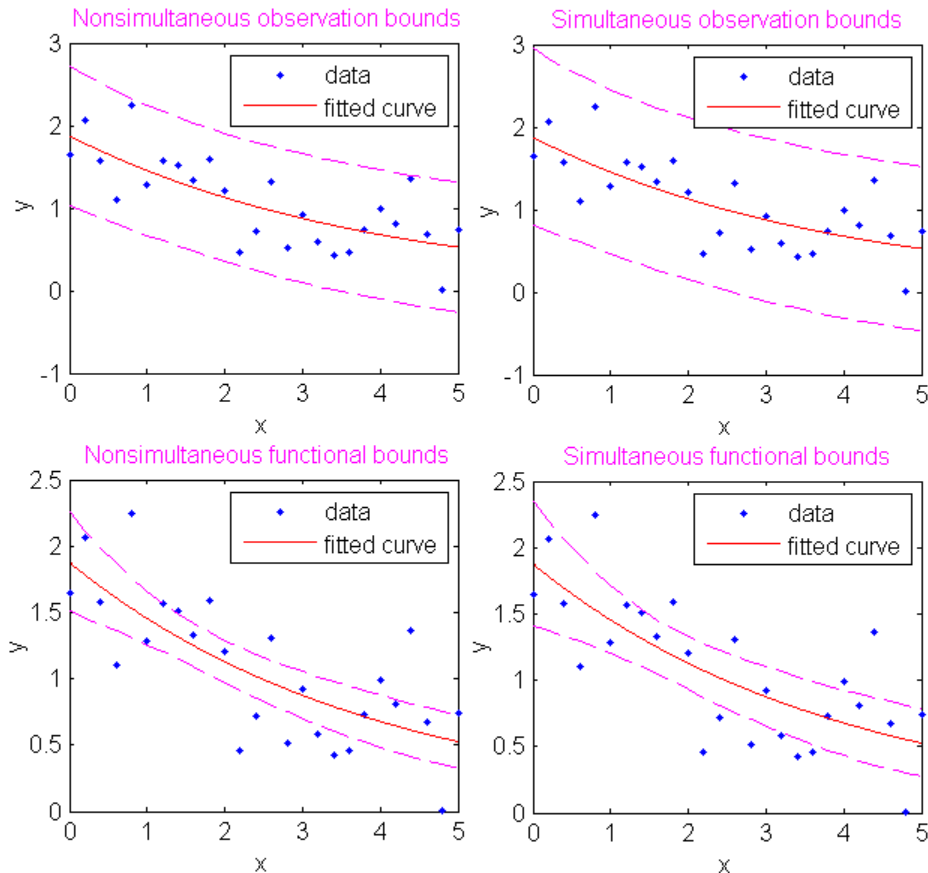 Nonsimultaneous observation bounds
3
2
1
0
-1
y
data
fitted curve
0 1 2 3 4 5
x
Simultaneous observation bounds
3
2
1
0
-1
y
data
fitted curve
0 1 2 3 4 5
x
Nonsimultaneous functional bounds
2.5
2
1.5
1
0.5
0
y
data
fitted curve
0 1 2 3 4 5
x
Simultaneous functional bounds
2.5
2
1.5
1
0.5
0
y
data
fitted curve
0 1 2 3 4 5
x